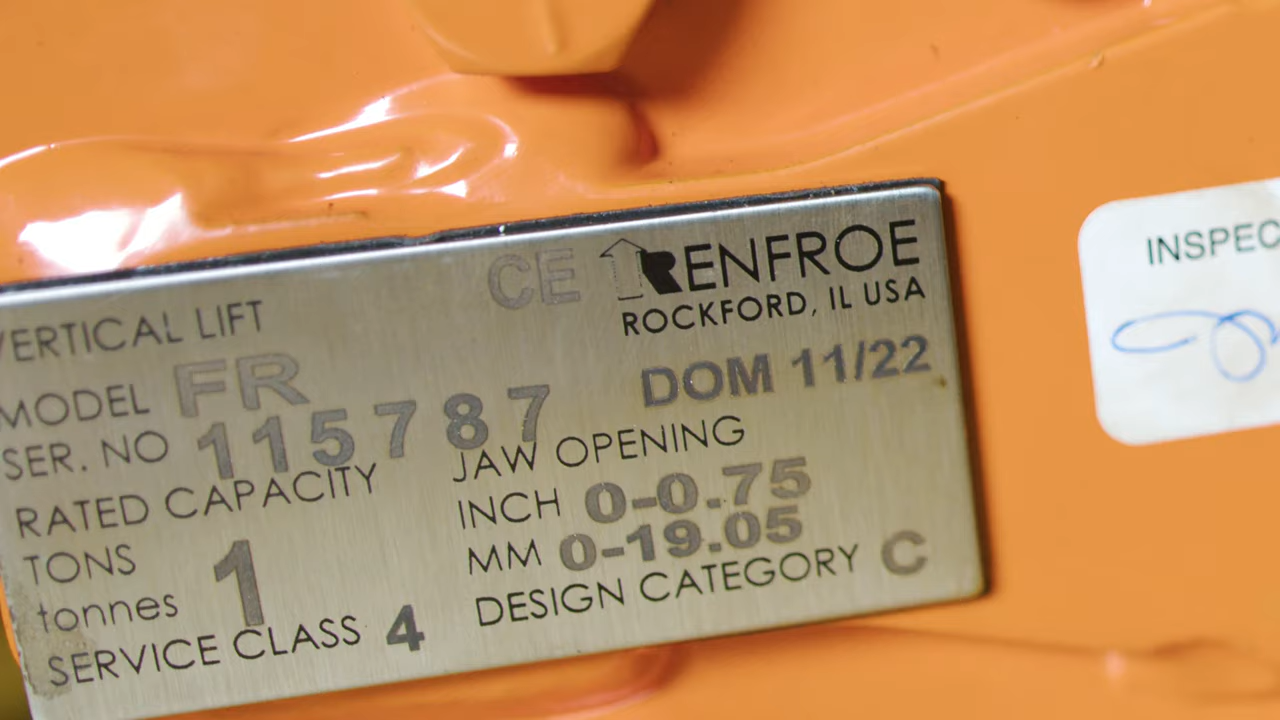 CE RENFROE
ROCKFORD, IL USA
VERTICAL LIFT
MODEL FR
DOM 11/22
SER. NO 115787
RATED CAPACITY
TONS
tonnes 1
SERVICE CLASS 4
JAW OPENING
INCH 0-0.75
MM 0-19.05
DESIGN CATEGORY C
INSPEC